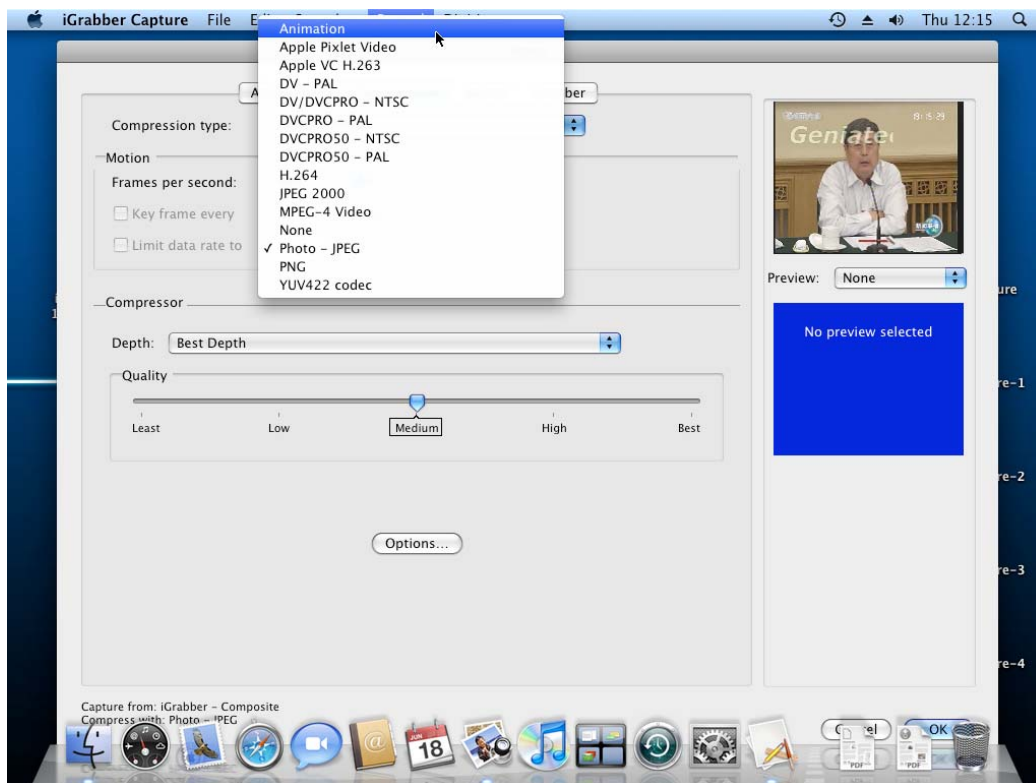 iGrabber Capture File Thu 12:15
Animation
Apple Pixlet Video
Apple VC H.263
DV – PAL
DV/DVCPRO – NTSC
DVCPRO – PAL
DVCPRO50 – NTSC
DVCPRO50 – PAL
H.264
JPEG 2000
MPEG-4 Video
None
✓ Photo – JPEG
PNG
YUV422 codec
Compression type:
Motion
Frames per second:
Key frame every
Limit data rate to
Compressor
Depth: Best Depth
Quality
Least Low Medium High Best
Options...
Geniatec
Preview: None
No preview selected
ure
re-1
re-2
re-3
re-4
Capture from: iGrabber – Composite
Compress with: Photo – JPEG
OK
JUN
18
PDF
PDF